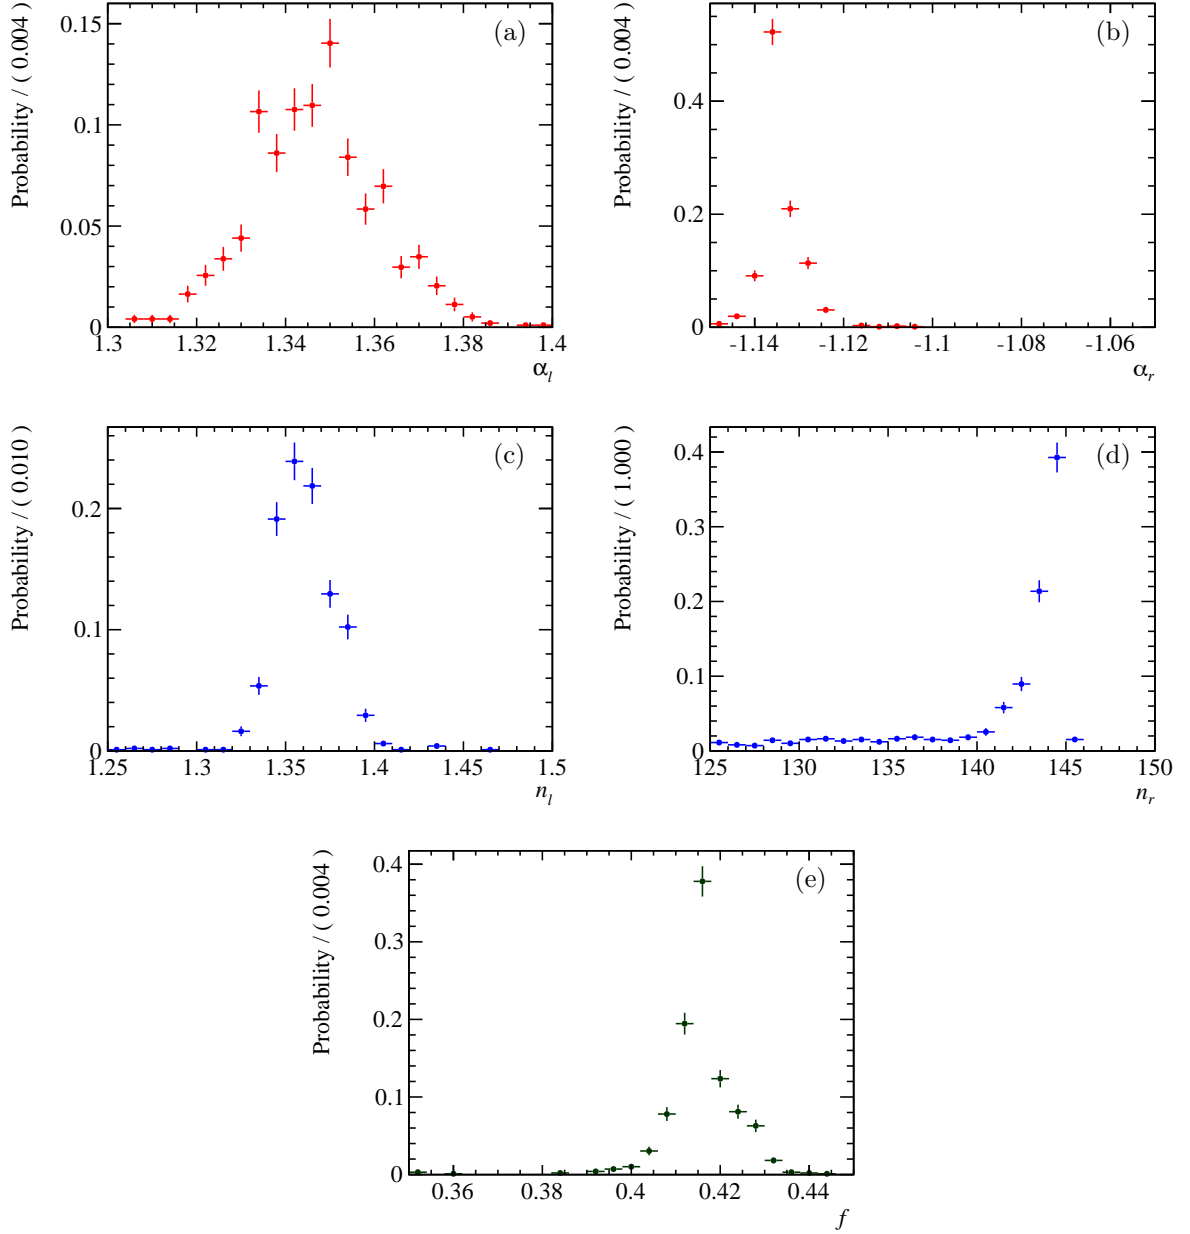 Probability / ( 0.004 )
0.15
0.1
0.05
0
(a)
1.3 1.32 1.34 1.36 1.38 1.4
α_l
Probability / ( 0.004 )
0.4
0.2
0
(b)
-1.14 -1.12 -1.1 -1.08 -1.06
α_r
Probability / ( 0.010 )
0.2
0.1
0
(c)
1.25 1.3 1.35 1.4 1.45 1.5
n_l
Probability / ( 1.000 )
0.4
0.3
0.2
0.1
0
(d)
125 130 135 140 145 150
n_r
Probability / ( 0.004 )
0.4
0.3
0.2
0.1
0
(e)
0.36 0.38 0.4 0.42 0.44
f